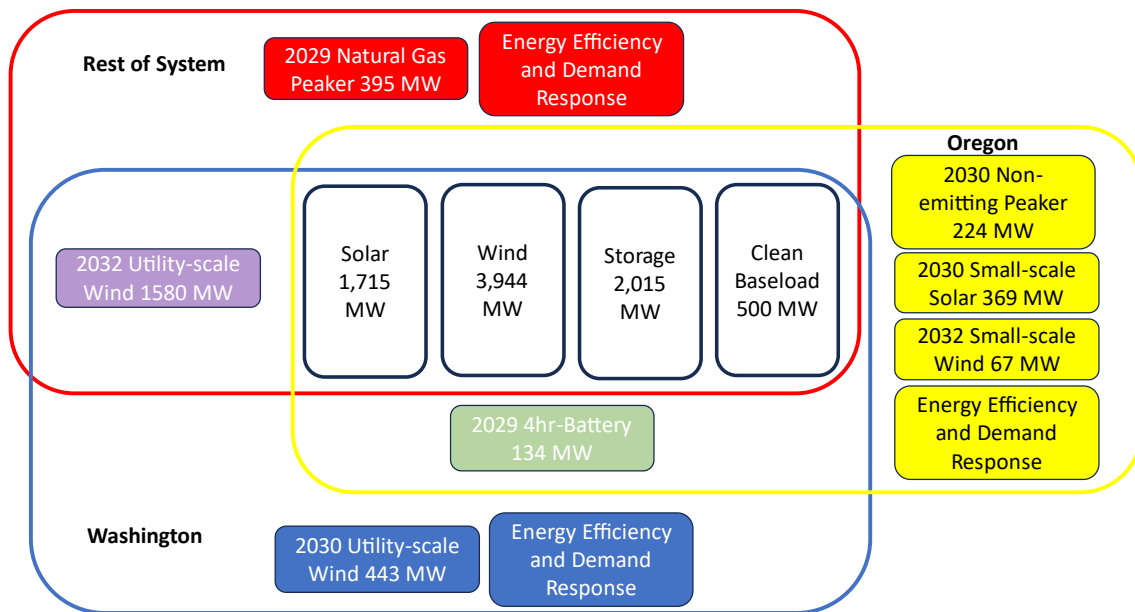 Rest of System
2029 Natural Gas
Peaker 395 MW
Energy Efficiency
and Demand
Response
Oregon
2030 Non-
emitting Peaker
224 MW
2030 Small-scale
Solar 369 MW
2032 Small-scale
Wind 67 MW
Energy Efficiency
and Demand
Response
2032 Utility-scale
Wind 1580 MW
Solar
1,715
MW
Wind
3,944
MW
Storage
2,015
MW
Clean
Baseload
500 MW
2029 4hr-Battery
134 MW
Washington
2030 Utility-scale
Wind 443 MW
Energy Efficiency
and Demand
Response